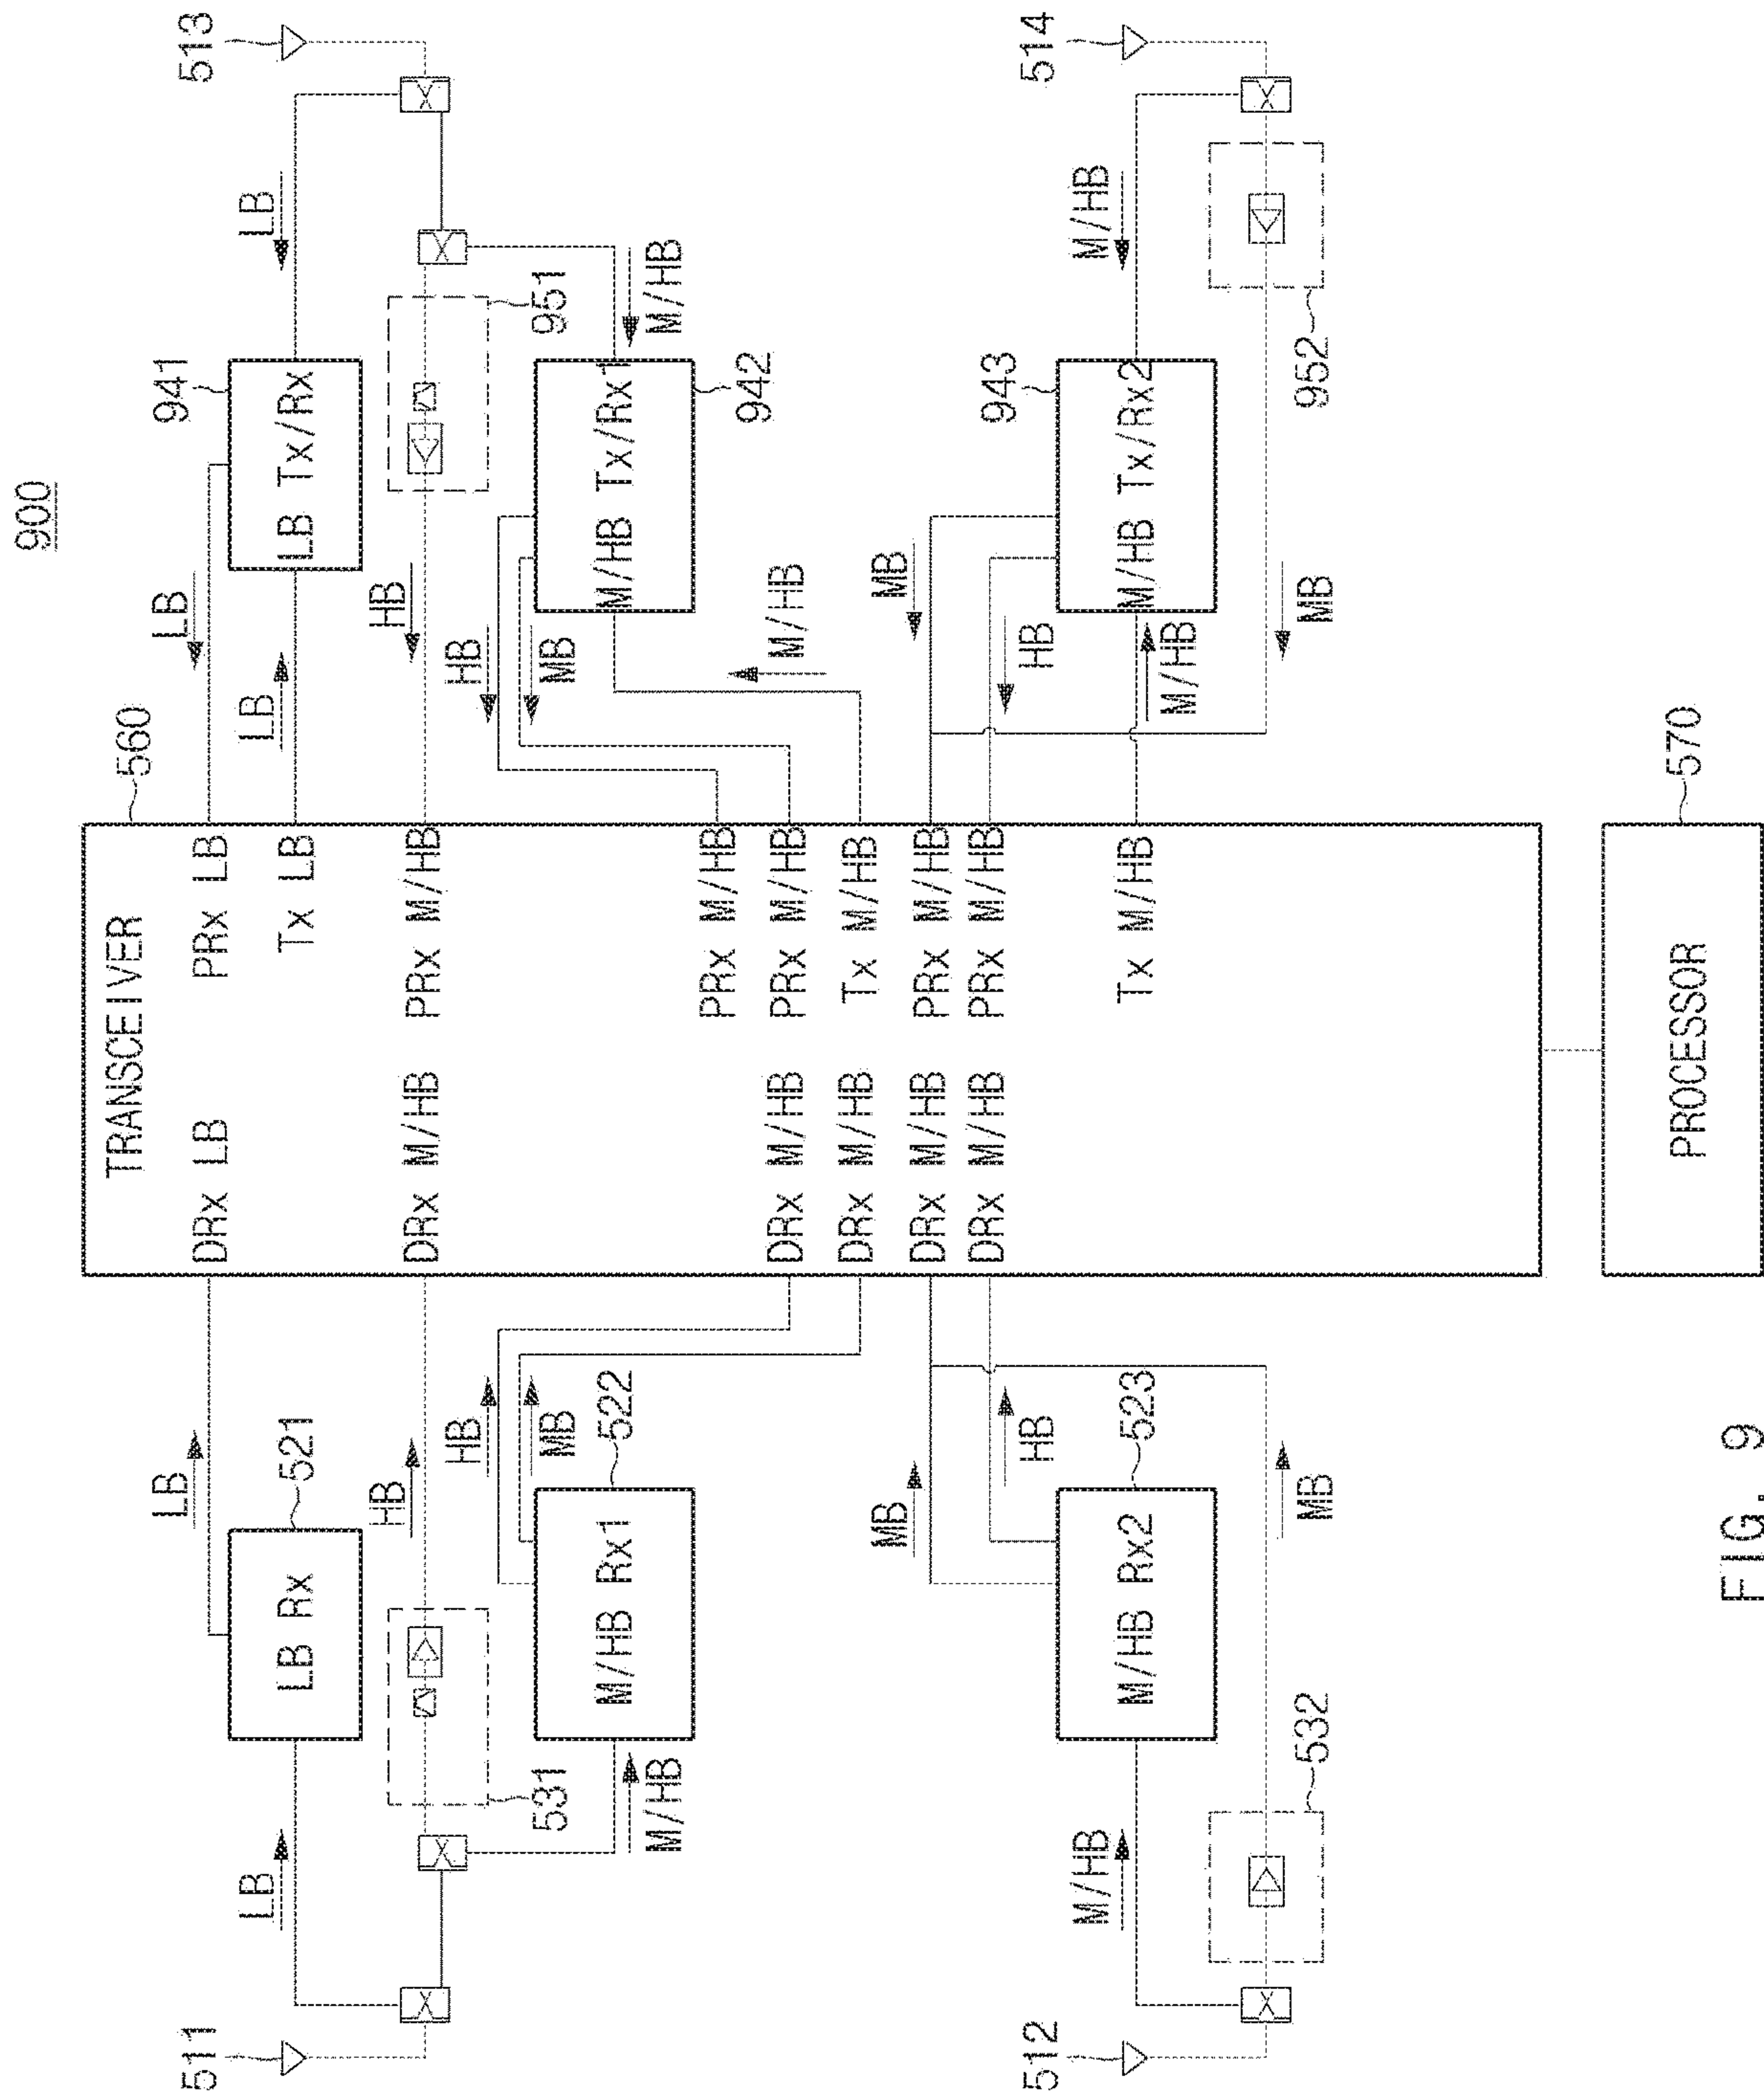 900
TRANSCEIVER
560
511
LB
LB
521
LB Rx
DRx LB
PRx LB
Tx LB
LB
LB
941
LB Tx/Rx
LB
513
HB
531
DRx M/HB
PRx M/HB
HB
951
HB
MB
522
M/HB Rx1
M/HB
HB
MB
942
M/HB Tx/Rx1
M/HB
PRx M/HB
DRx M/HB
PRx M/HB
M/HB
DRx M/HB
Tx M/HB
MB
DRx M/HB
PRx M/HB
MB
HB
DRx M/HB
PRx M/HB
HB
512
M/HB
523
M/HB Rx2
Tx M/HB
M/HB
943
M/HB Tx/Rx2
M/HB
514
532
MB
MB
952
570
PROCESSOR
FIG. 9